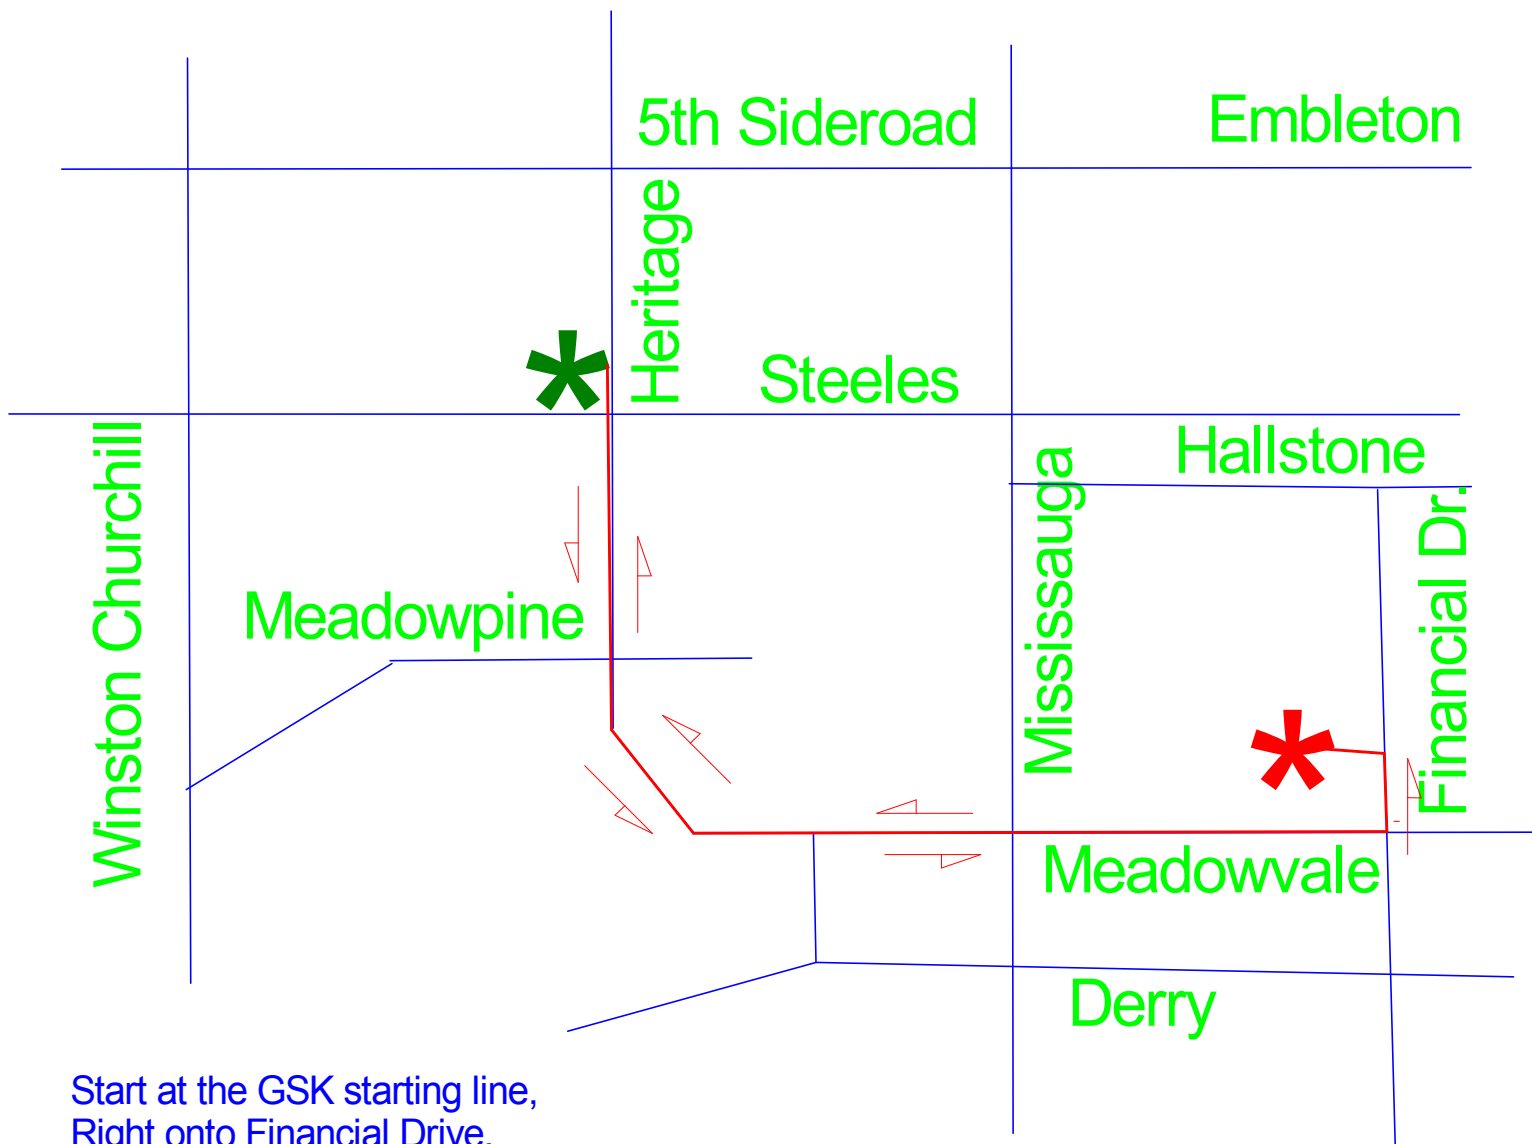 5th Sideroad
Embleton
Heritage
Steeles
Hallstone
Winston Churchill
Mississauga
Financial Dr.
Meadowpine
Meadowvale
Derry
Start at the GSK starting line,
Right onto Financial Drive,